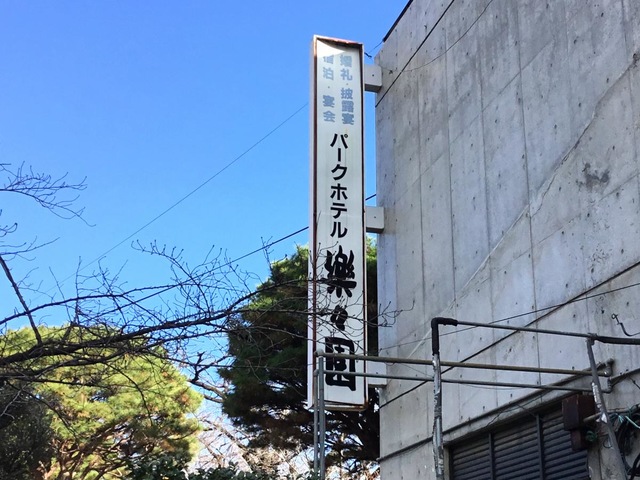 婚礼・披露宴
宿泊・宴会
パークホテル 樂々園